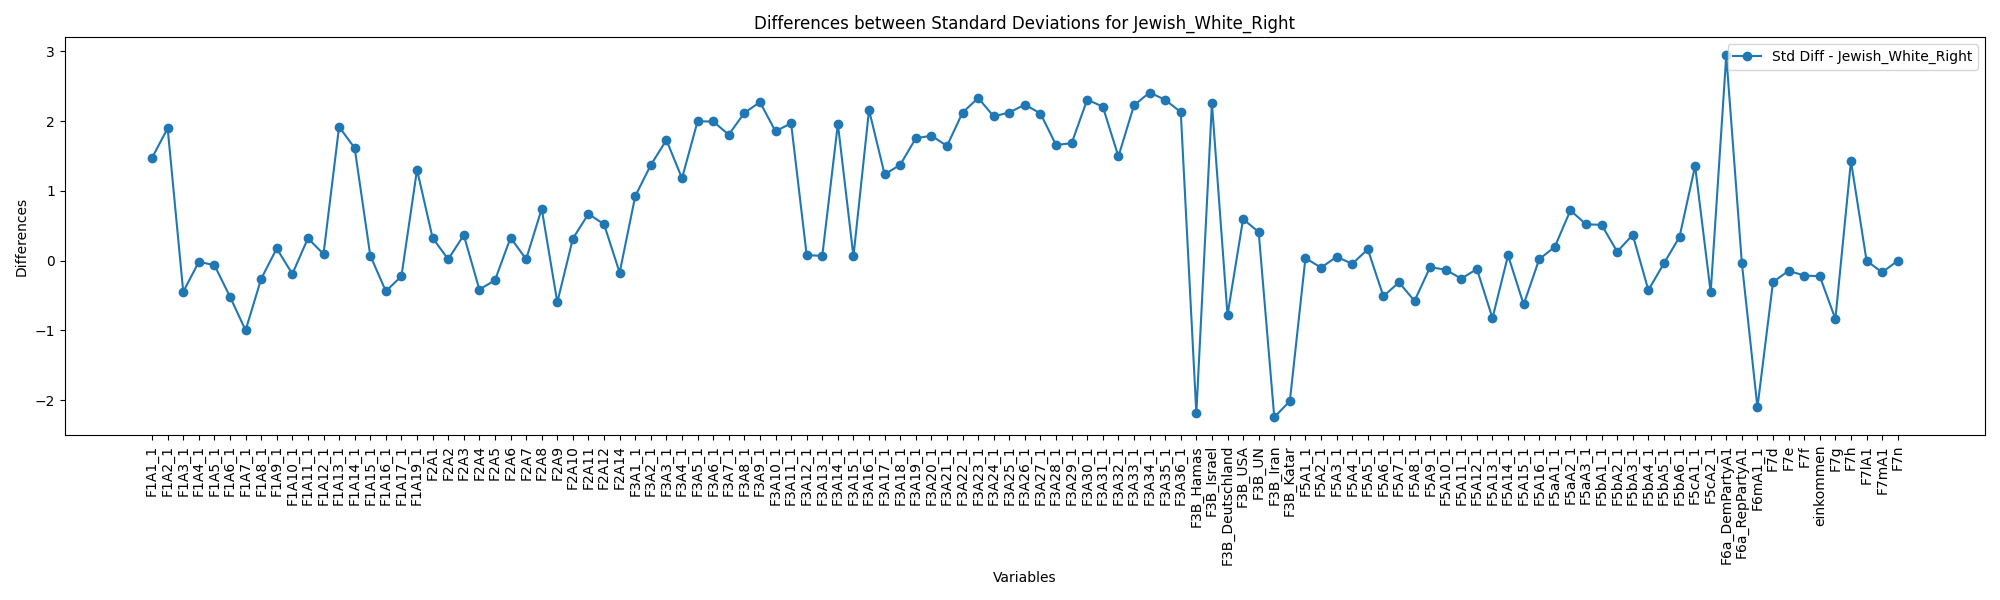 Differences between Standard Deviations for Jewish_White_Right
Std Diff - Jewish_White_Right
Differences
3
2
1
0
−1
−2
F1A1_1
F1A2_1
F1A3_1
F1A4_1
F1A5_1
F1A6_1
F1A7_1
F1A8_1
F1A9_1
F1A10_1
F1A11_1
F1A12_1
F1A13_1
F1A14_1
F1A15_1
F1A16_1
F1A17_1
F1A19_1
F2A1
F2A2
F2A3
F2A4
F2A5
F2A6
F2A7
F2A8
F2A9
F2A10
F2A11
F2A12
F2A14
F3A1_1
F3A2_1
F3A3_1
F3A4_1
F3A5_1
F3A6_1
F3A7_1
F3A8_1
F3A9_1
F3A10_1
F3A11_1
F3A12_1
F3A13_1
F3A14_1
F3A15_1
F3A16_1
F3A17_1
F3A18_1
F3A19_1
F3A20_1
F3A21_1
F3A22_1
F3A23_1
F3A24_1
F3A25_1
F3A26_1
F3A27_1
F3A28_1
F3A29_1
F3A30_1
F3A31_1
F3A32_1
F3A33_1
F3A34_1
F3A35_1
F3A36_1
F3B_Hamas
F3B_Israel
F3B_Deutschland
F3B_USA
F3B_UN
F3B_Iran
F3B_Katar
F5A1_1
F5A2_1
F5A3_1
F5A4_1
F5A5_1
F5A6_1
F5A7_1
F5A8_1
F5A9_1
F5A10_1
F5A11_1
F5A12_1
F5A13_1
F5A14_1
F5A15_1
F5A16_1
F5aA1_1
F5aA2_1
F5aA3_1
F5bA1_1
F5bA2_1
F5bA3_1
F5bA4_1
F5bA5_1
F5bA6_1
F5cA1_1
F5cA2_1
F6a_DemPartyA1
F6a_RepPartyA1
F6mA1_1
F7d
F7e
F7f
einkommen
F7g
F7h
F7lA1
F7mA1
F7n
Variables